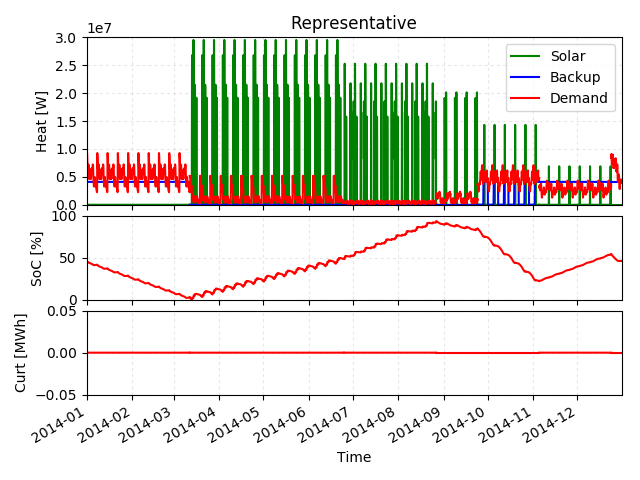 Representative
1e7
3.0
2.5
2.0
1.5
1.0
0.5
0.0
Heat [W]
Solar
Backup
Demand
100
50
0
SoC [%]
0.05
0.00
−0.05
Curt [MWh]
2014-01
2014-02
2014-03
2014-04
2014-05
2014-06
2014-07
2014-08
2014-09
2014-10
2014-11
2014-12
Time